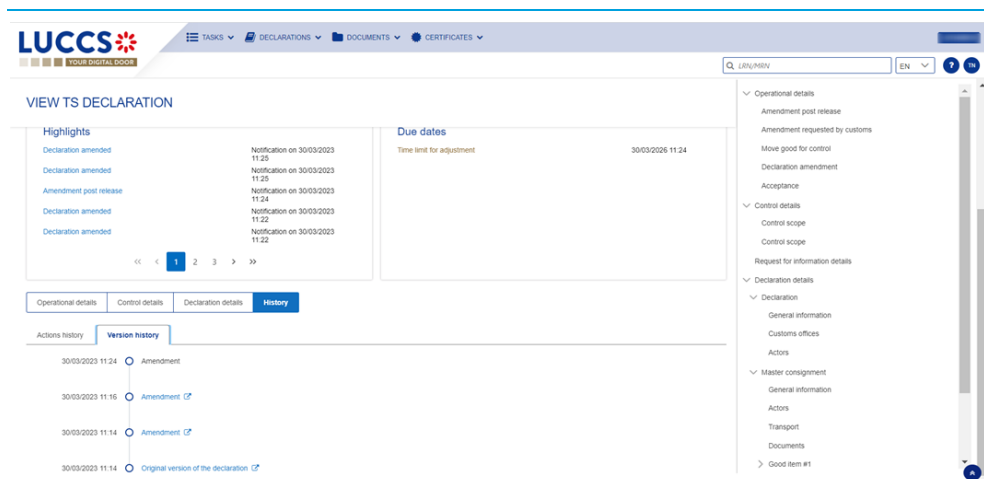 LUCCS
YOUR DIGITAL DOOR
TASKS
DECLARATIONS
DOCUMENTS
CERTIFICATES
LRN/MRN
EN
?
TN
VIEW TS DECLARATION
Highlights
Declaration amended Notification on 30/03/2023 11:25
Declaration amended Notification on 30/03/2023 11:25
Amendment post release Notification on 30/03/2023 11:24
Declaration amended Notification on 30/03/2023 11:22
Declaration amended Notification on 30/03/2023 11:22
<< < 1 2 3 > >>
Due dates
Time limit for adjustment 30/03/2026 11:24
Operational details Control details Declaration details History
Actions history Version history
30/03/2023 11:24 Amendment
30/03/2023 11:16 Amendment
30/03/2023 11:14 Amendment
30/03/2023 11:14 Original version of the declaration
Operational details
Amendment post release
Amendment requested by customs
Move good for control
Declaration amendment
Acceptance
Control details
Control scope
Control scope
Request for information details
Declaration details
Declaration
General information
Customs offices
Actors
Master consignment
General information
Actors
Transport
Documents
Good item #1